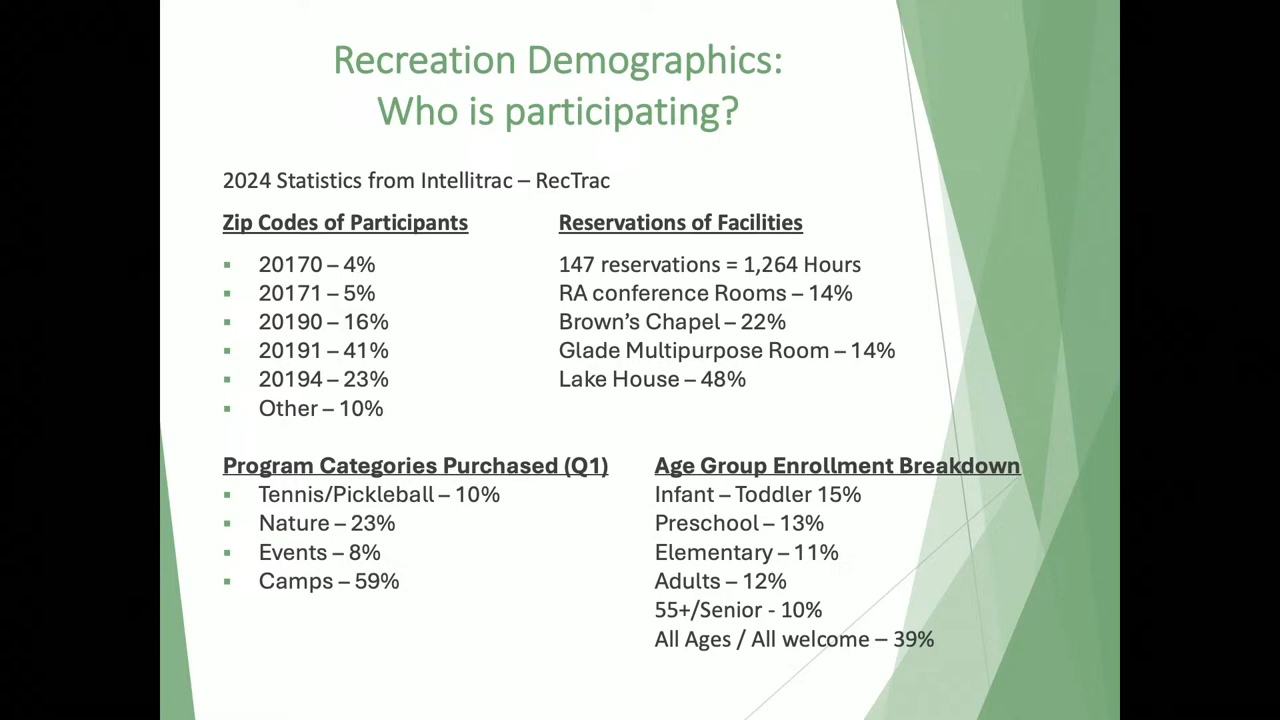 Recreation Demographics:
Who is participating?
2024 Statistics from Intellitrac – RecTrac
Zip Codes of Participants
▪ 20170 – 4%
▪ 20171 – 5%
▪ 20190 – 16%
▪ 20191 – 41%
▪ 20194 – 23%
▪ Other – 10%
Reservations of Facilities
147 reservations = 1,264 Hours
RA conference Rooms – 14%
Brown’s Chapel – 22%
Glade Multipurpose Room – 14%
Lake House – 48%
Program Categories Purchased (Q1)
▪ Tennis/Pickleball – 10%
▪ Nature – 23%
▪ Events – 8%
▪ Camps – 59%
Age Group Enrollment Breakdown
Infant – Toddler 15%
Preschool – 13%
Elementary – 11%
Adults – 12%
55+/Senior - 10%
All Ages / All welcome – 39%